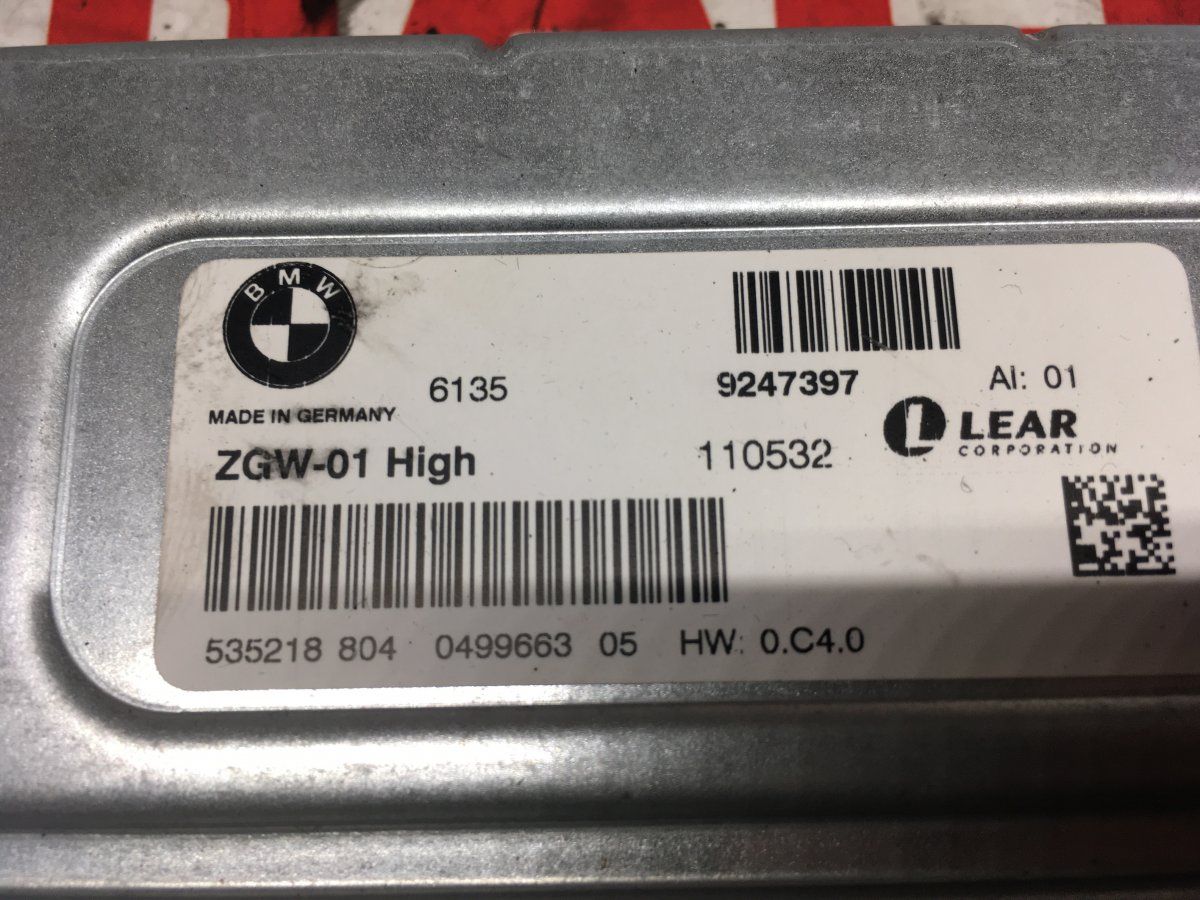 BMW
6135 9247397 AI: 01
MADE IN GERMANY
LEAR
CORPORATION
ZGW-01 High 110532
535218 804 0499663 05 HW: 0.C4.0